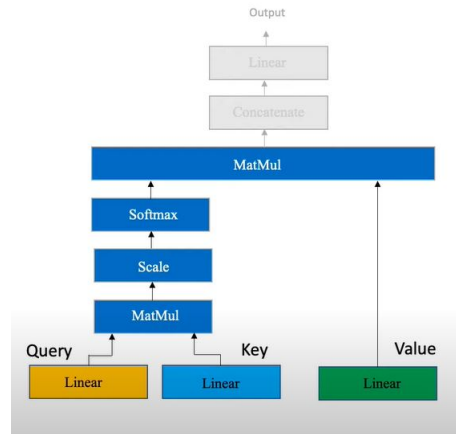 Output
Linear
Concatenate
MatMul
Softmax
Scale
MatMul
Query
Key
Value
Linear
Linear
Linear